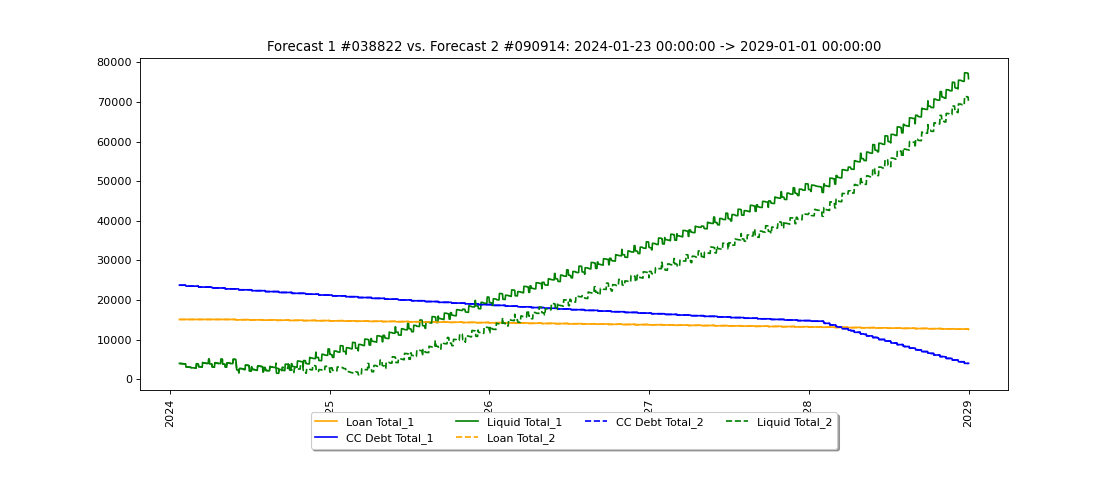 Forecast 1 #038822 vs. Forecast 2 #090914: 2024-01-23 00:00:00 -> 2029-01-01 00:00:00
80000
70000
60000
50000
40000
30000
20000
10000
0
2024
25
26
27
28
2029
Loan Total_1
Liquid Total_1
CC Debt Total_2
Liquid Total_2
CC Debt Total_1
Loan Total_2